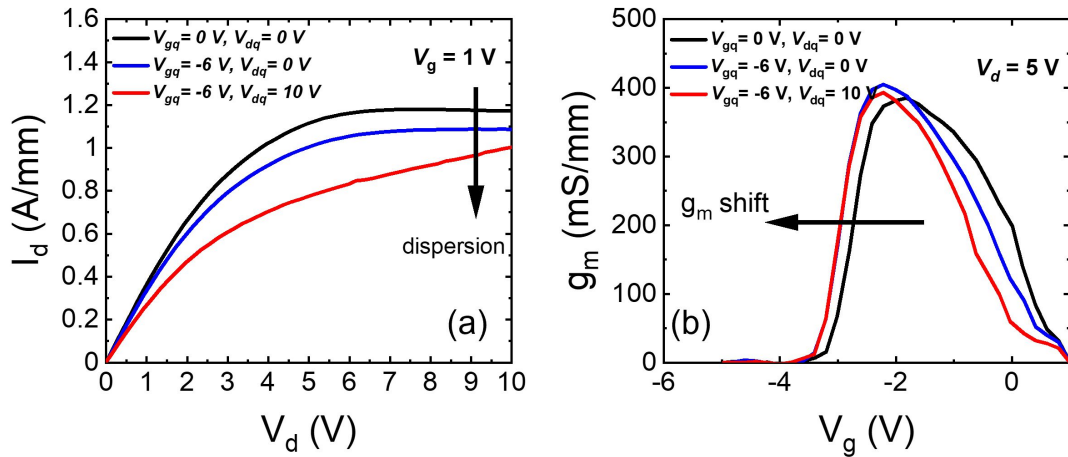 V_gq= 0 V, V_dq= 0 V
V_gq= -6 V, V_dq= 0 V
V_gq= -6 V, V_dq= 10 V
V_g = 1 V
dispersion
(a)
1.6
1.4
1.2
1.0
0.8
0.6
0.4
0.2
0
0 1 2 3 4 5 6 7 8 9 10
I_d (A/mm)
V_d (V)
V_gq= 0 V, V_dq= 0 V
V_gq= -6 V, V_dq= 0 V
V_gq= -6 V, V_dq= 10 V
V_d = 5 V
g_m shift
(b)
500
400
300
200
100
0
-6 -4 -2 0
g_m (mS/mm)
V_g (V)